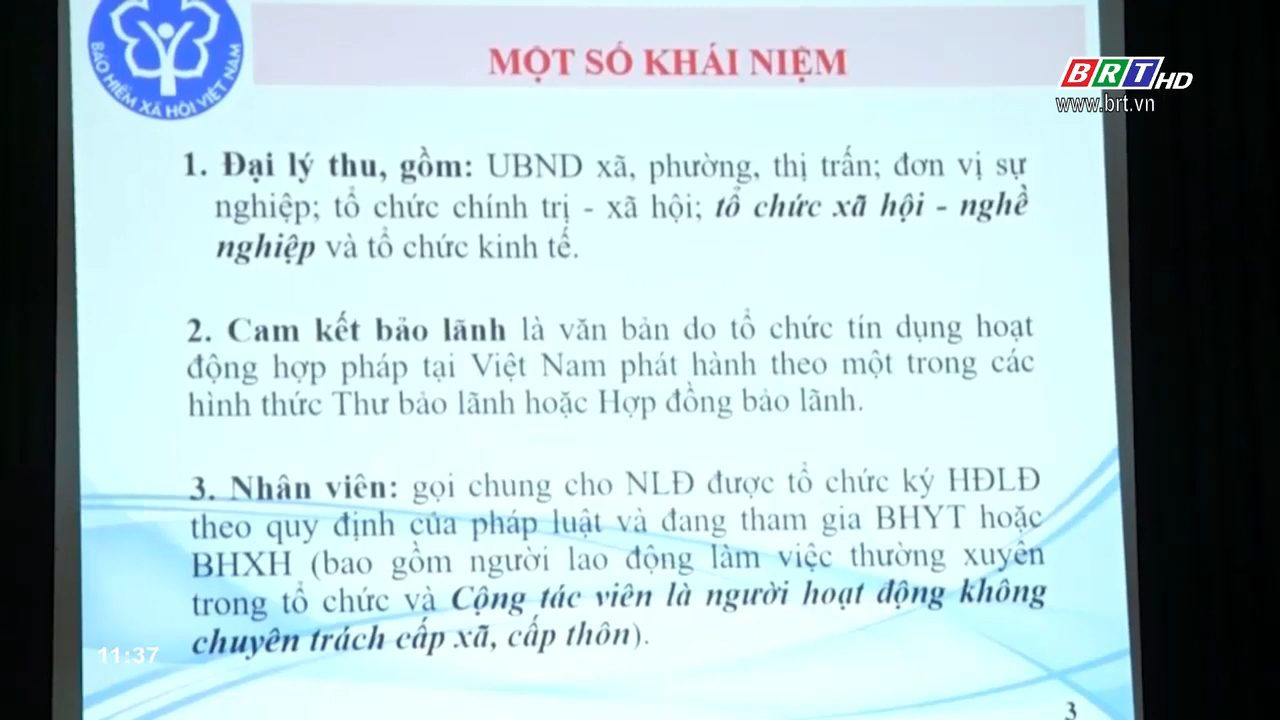 BẢO HIỂM XÃ HỘI VIỆT NAM
MỘT SỐ KHÁI NIỆM
BRT HD
www.brt.vn
1. Đại lý thu, gồm: UBND xã, phường, thị trấn; đơn vị sự
nghiệp; tổ chức chính trị - xã hội; tổ chức xã hội - nghề
nghiệp và tổ chức kinh tế.
2. Cam kết bảo lãnh là văn bản do tổ chức tín dụng hoạt
động hợp pháp tại Việt Nam phát hành theo một trong các
hình thức Thư bảo lãnh hoặc Hợp đồng bảo lãnh.
3. Nhân viên: gọi chung cho NLĐ được tổ chức ký HĐLĐ
theo quy định của pháp luật và đang tham gia BHYT hoặc
BHXH (bao gồm người lao động làm việc thường xuyên
trong tổ chức và Cộng tác viên là người hoạt động không
chuyên trách cấp xã, cấp thôn).
11:37
3